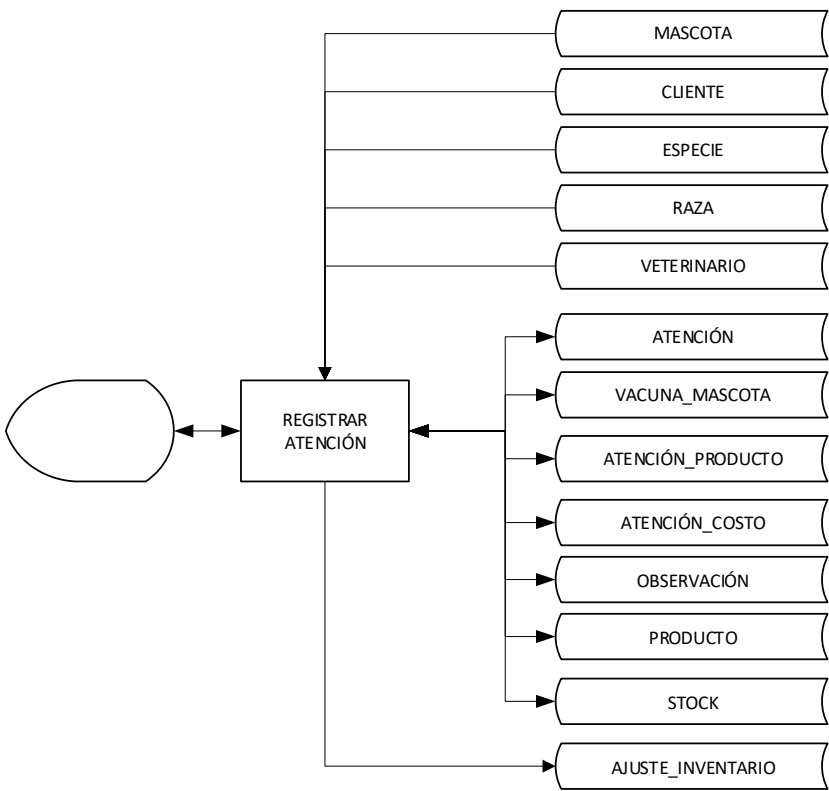 MASCOTA
CLIENTE
ESPECIE
RAZA
VETERINARIO
ATENCIÓN
VACUNA_MASCOTA
REGISTRAR
ATENCIÓN
ATENCIÓN_PRODUCTO
ATENCIÓN_COSTO
OBSERVACIÓN
PRODUCTO
STOCK
AJUSTE_INVENTARIO